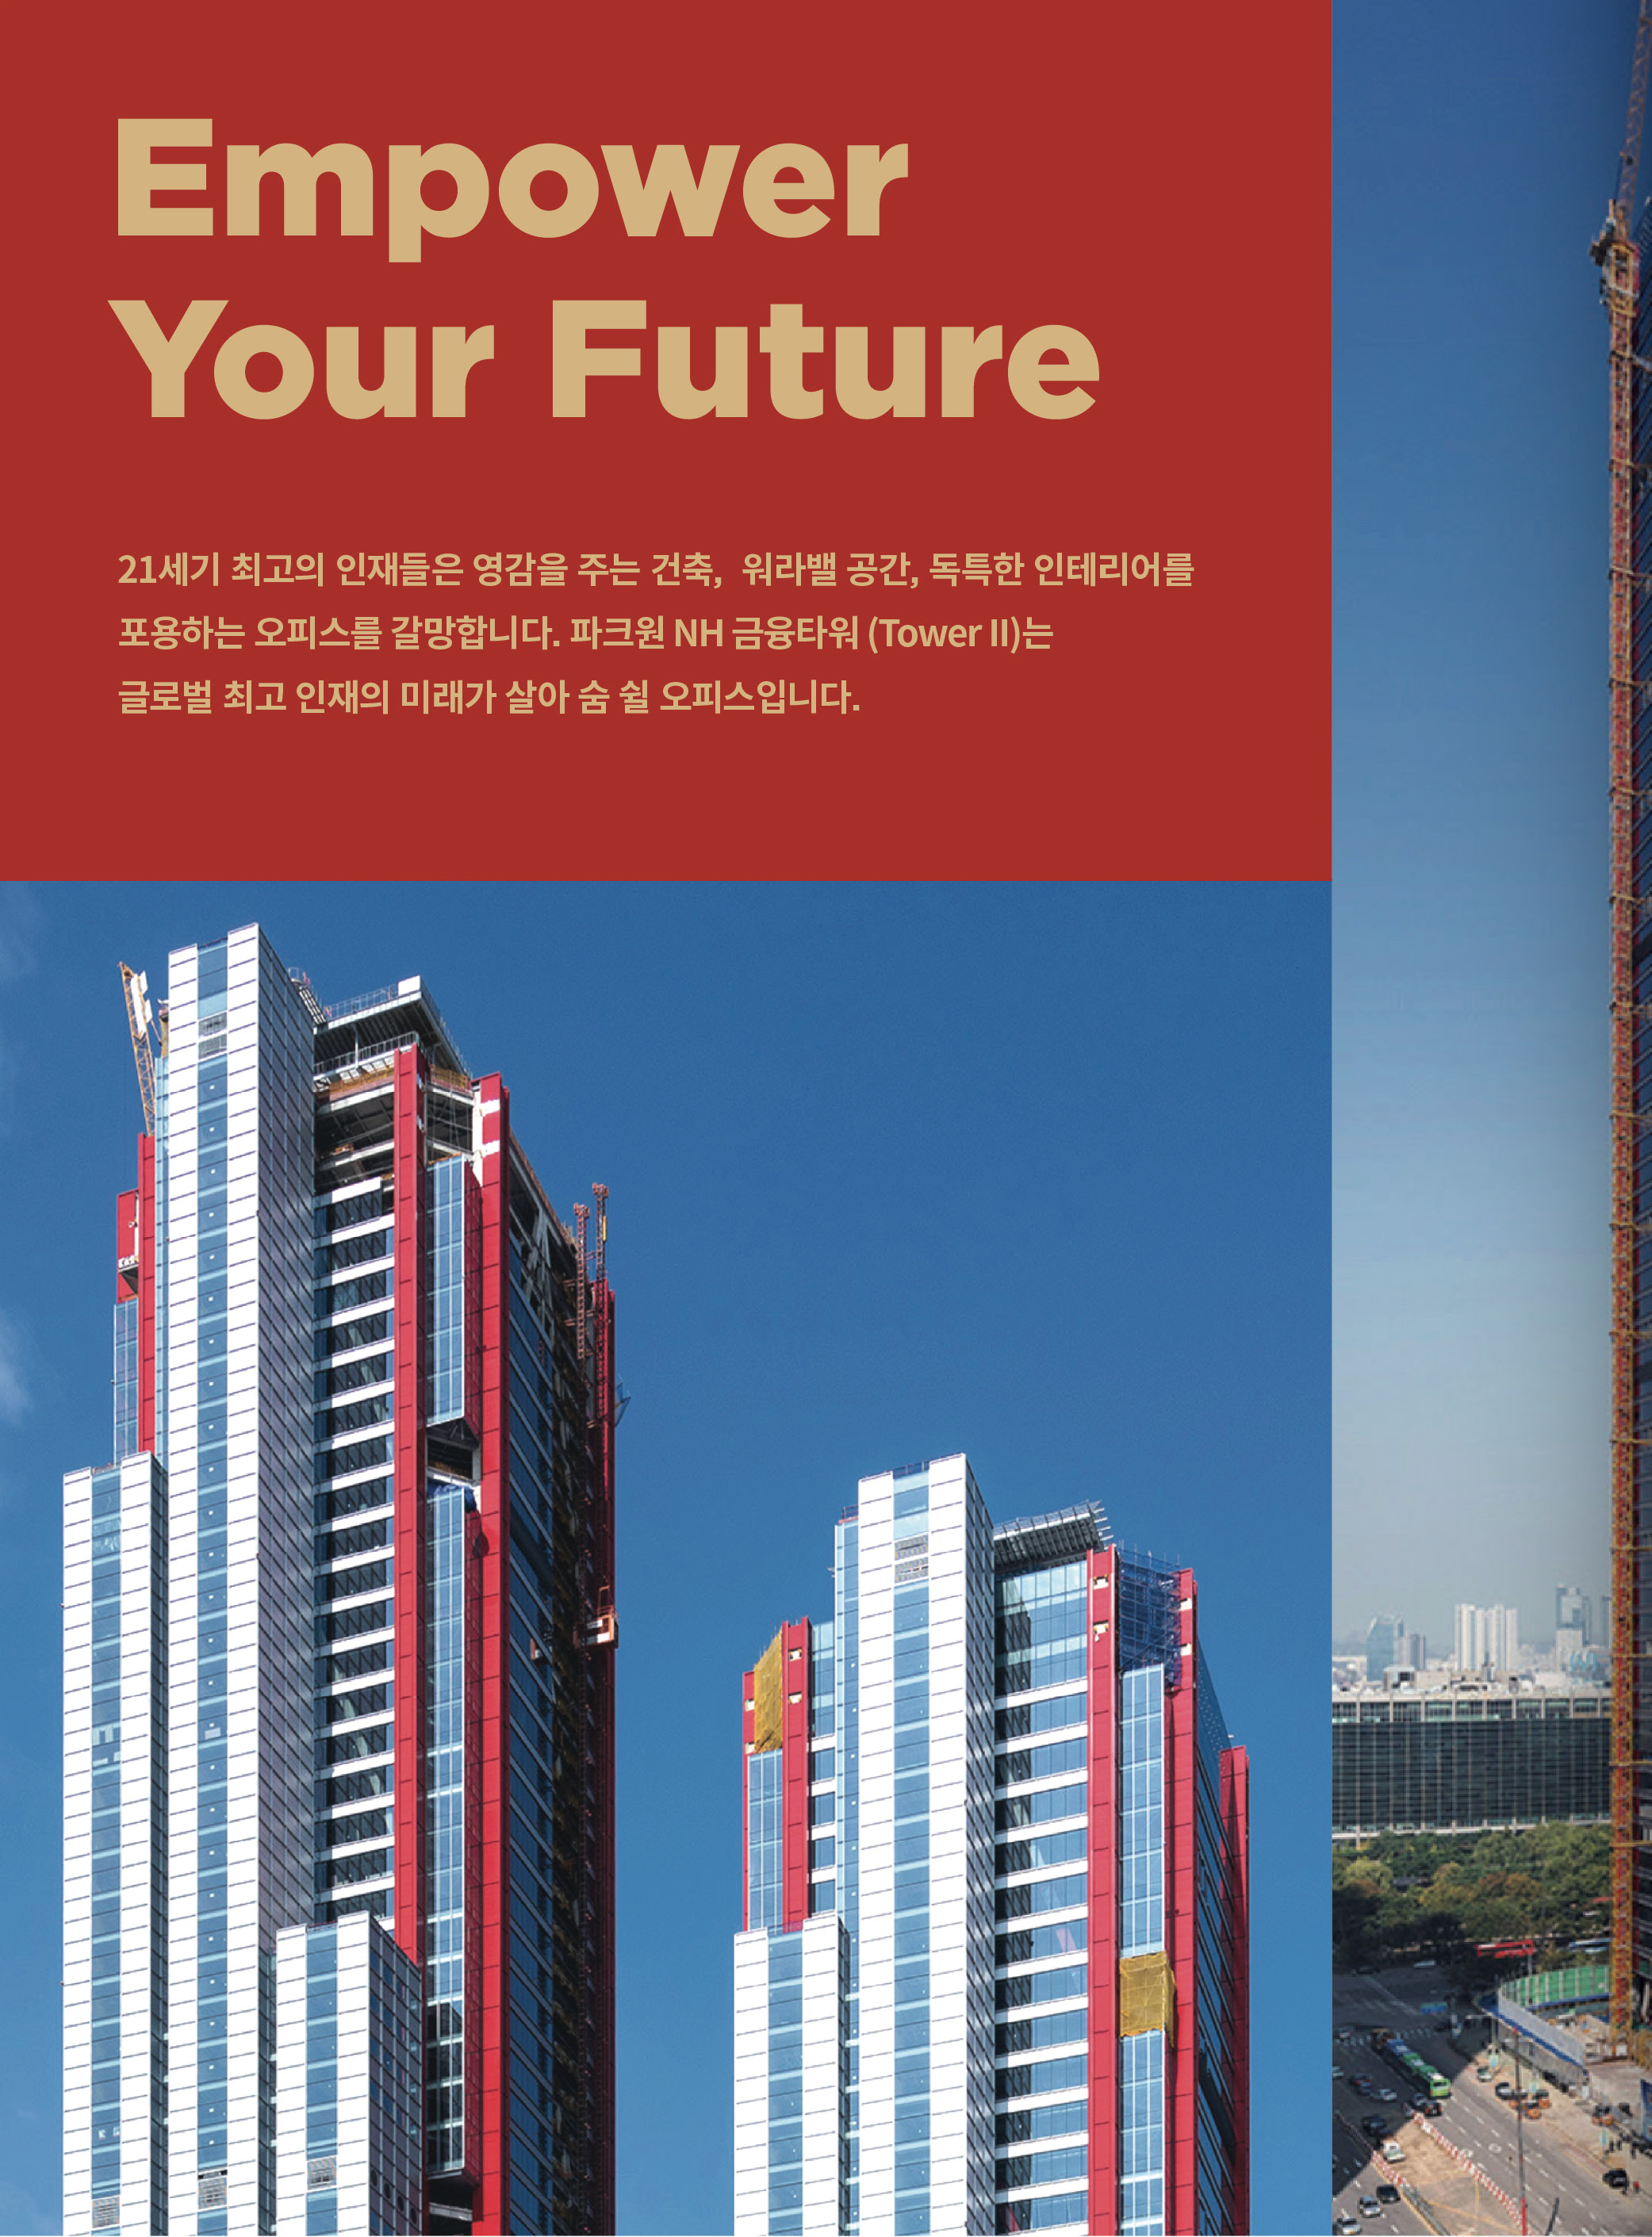 Empower
Your Future
21세기 최고의 인재들은 영감을 주는 건축, 워라밸 공간, 독특한 인테리어를
포용하는 오피스를 갈망합니다. 파크원 NH 금융타워 (Tower II)는
글로벌 최고 인재의 미래가 살아 숨 쉴 오피스입니다.